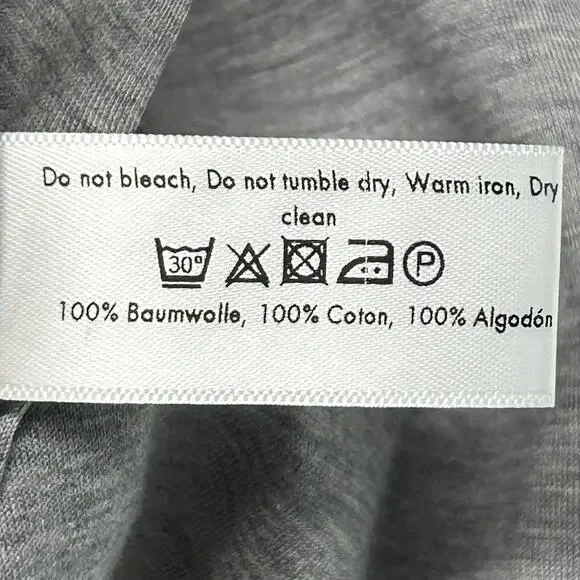 Do not bleach, Do not tumble dry, Warm iron, Dry
clean
30° P
100% Baumwolle, 100% Coton, 100% Algodón